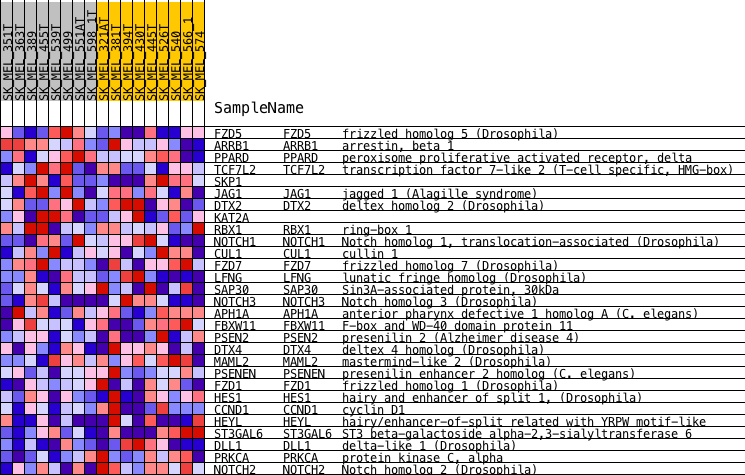 SK_MEL_351T
SK_MEL_363T
SK_MEL_389
SK_MEL_455T
SK_MEL_539T
SK_MEL_499
SK_MEL_551AT
SK_MEL_598_1T
SK_MEL_321AT
SK_MEL_381T
SK_MEL_394T
SK_MEL_430T
SK_MEL_445T
SK_MEL_526T
SK_MEL_540
SK_MEL_566_1
SK_MEL_574
SampleName
FZD5 FZD5 frizzled homolog 5 (Drosophila)
ARRB1 ARRB1 arrestin, beta 1
PPARD PPARD peroxisome proliferative activated receptor, delta
TCF7L2 TCF7L2 transcription factor 7-like 2 (T-cell specific, HMG-box)
SKP1
JAG1 JAG1 jagged 1 (Alagille syndrome)
DTX2 DTX2 deltex homolog 2 (Drosophila)
KAT2A
RBX1 RBX1 ring-box 1
NOTCH1 NOTCH1 Notch homolog 1, translocation-associated (Drosophila)
CUL1 CUL1 cullin 1
FZD7 FZD7 frizzled homolog 7 (Drosophila)
LFNG LFNG lunatic fringe homolog (Drosophila)
SAP30 SAP30 Sin3A-associated protein, 30kDa
NOTCH3 NOTCH3 Notch homolog 3 (Drosophila)
APH1A APH1A anterior pharynx defective 1 homolog A (C. elegans)
FBXW11 FBXW11 F-box and WD-40 domain protein 11
PSEN2 PSEN2 presenilin 2 (Alzheimer disease 4)
DTX4 DTX4 deltex 4 homolog (Drosophila)
MAML2 MAML2 mastermind-like 2 (Drosophila)
PSENEN PSENEN presenilin enhancer 2 homolog (C. elegans)
FZD1 FZD1 frizzled homolog 1 (Drosophila)
HES1 HES1 hairy and enhancer of split 1, (Drosophila)
CCND1 CCND1 cyclin D1
HEYL HEYL hairy/enhancer-of-split related with YRPW motif-like
ST3GAL6 ST3GAL6 ST3 beta-galactoside alpha-2,3-sialyltransferase 6
DLL1 DLL1 delta-like 1 (Drosophila)
PRKCA PRKCA protein kinase C, alpha
NOTCH2 NOTCH2 Notch homolog 2 (Drosophila)